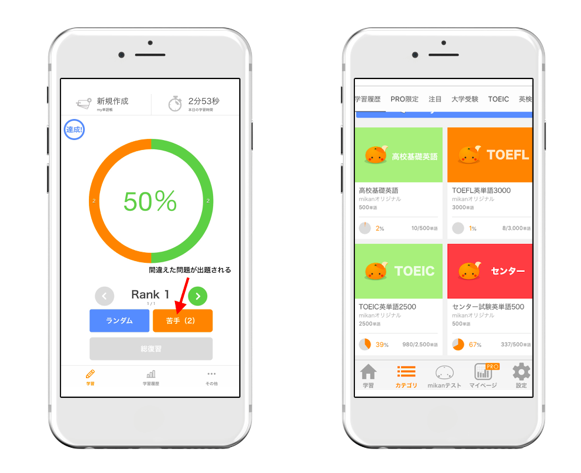 新規作成
my単語帳
2分53秒
本日の学習時間
達成!
50%
間違えた問題が出題される
Rank 1
ランダム
苦手（2）
総復習
学習
学習履歴
その他
学習履歴
PRO限定
注目
大学受験
TOEIC
英検
高校基礎英語
高校基礎英語
mikanオリジナル
500単語
2%
10/500単語
TOEFL
TOEFL英単語3000
mikanオリジナル
3000単語
1%
8/3,000単語
TOEIC
TOEIC英単語2500
mikanオリジナル
2500単語
39%
980/2,500単語
センター
センター試験英単語500
mikanオリジナル
500単語
67%
337/500単語
学習
カテゴリ
mikanテスト
PRO
マイページ
設定